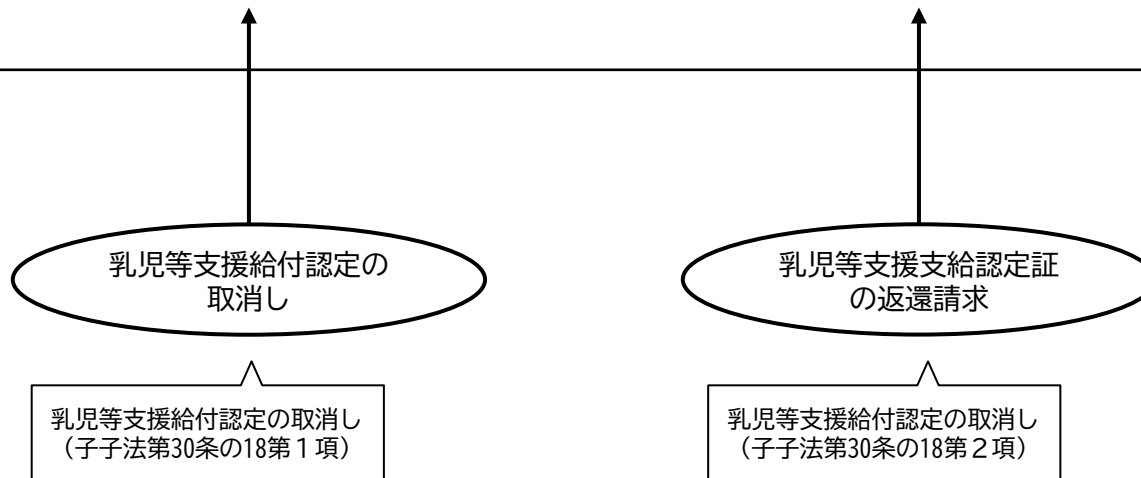 乳児等支援給付認定の
取消し
乳児等支援支給認定証
の返還請求
乳児等支援給付認定の取消し
（子子法第30条の18第１項）
乳児等支援給付認定の取消し
（子子法第30条の18第２項）